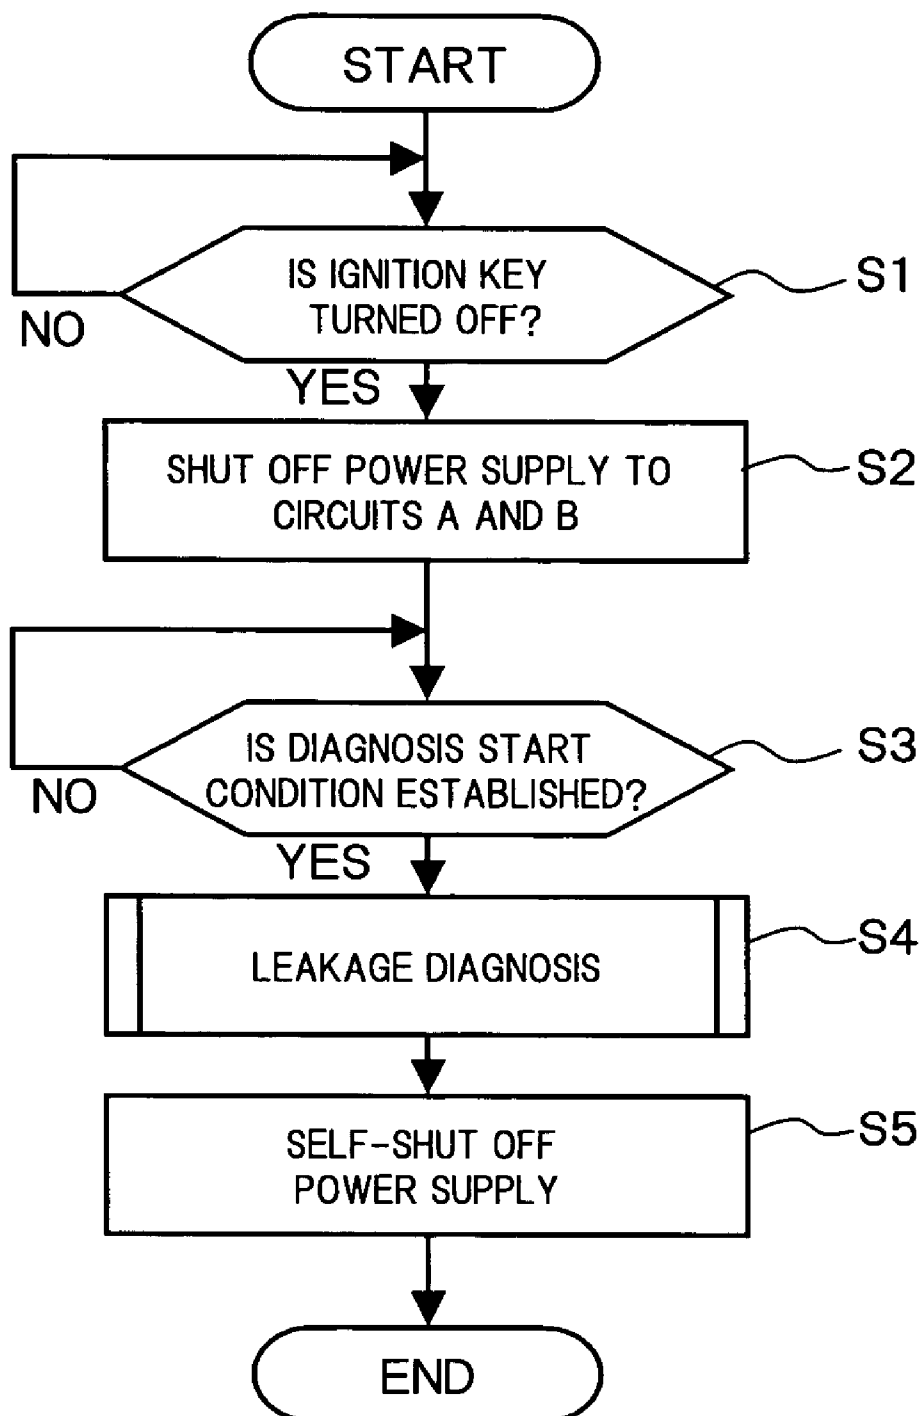 START
IS IGNITION KEY
TURNED OFF?
S1
NO
YES
SHUT OFF POWER SUPPLY TO
CIRCUITS A AND B
S2
IS DIAGNOSIS START
CONDITION ESTABLISHED?
S3
NO
YES
LEAKAGE DIAGNOSIS
S4
SELF-SHUT OFF
POWER SUPPLY
S5
END